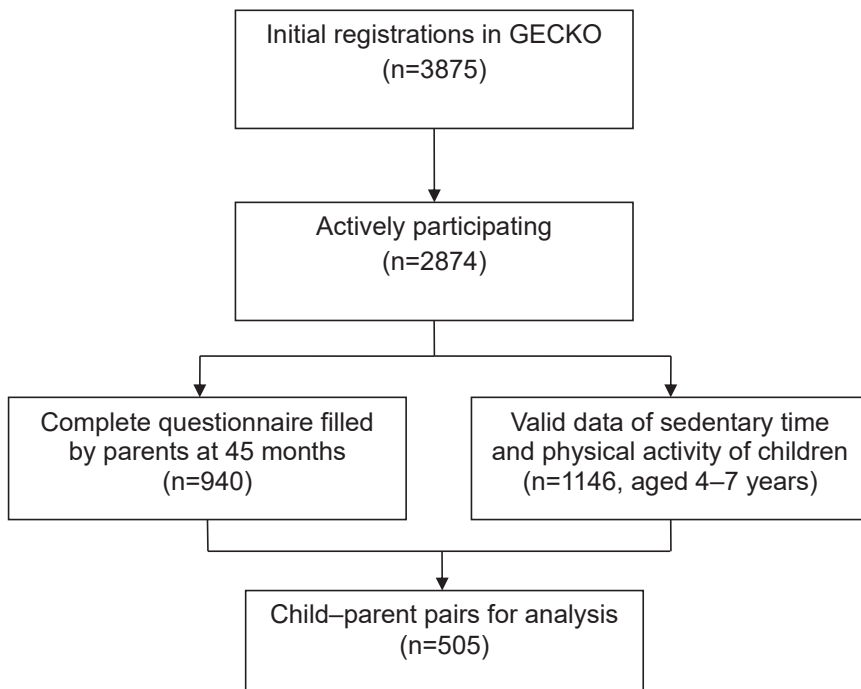 Initial registrations in GECKO
(n=3875)
Actively participating
(n=2874)
Complete questionnaire filled
by parents at 45 months
(n=940)
Valid data of sedentary time
and physical activity of children
(n=1146, aged 4–7 years)
Child–parent pairs for analysis
(n=505)